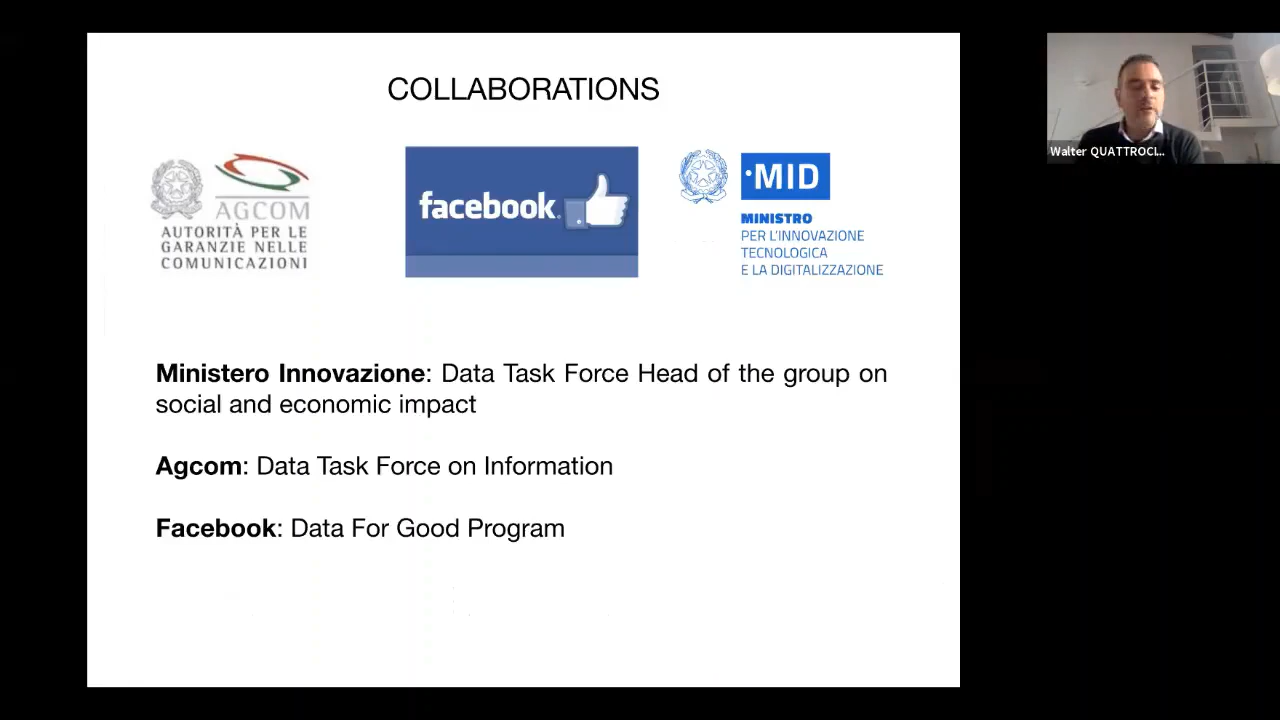 COLLABORATIONS
AGCOM
AUTORITÀ PER LE
GARANZIE NELLE
COMUNICAZIONI
facebook
·MID
MINISTRO
PER L'INNOVAZIONE
TECNOLOGICA
E LA DIGITALIZZAZIONE
Ministero Innovazione: Data Task Force Head of the group on
social and economic impact
Agcom: Data Task Force on Information
Facebook: Data For Good Program
Walter QUATTROCI...